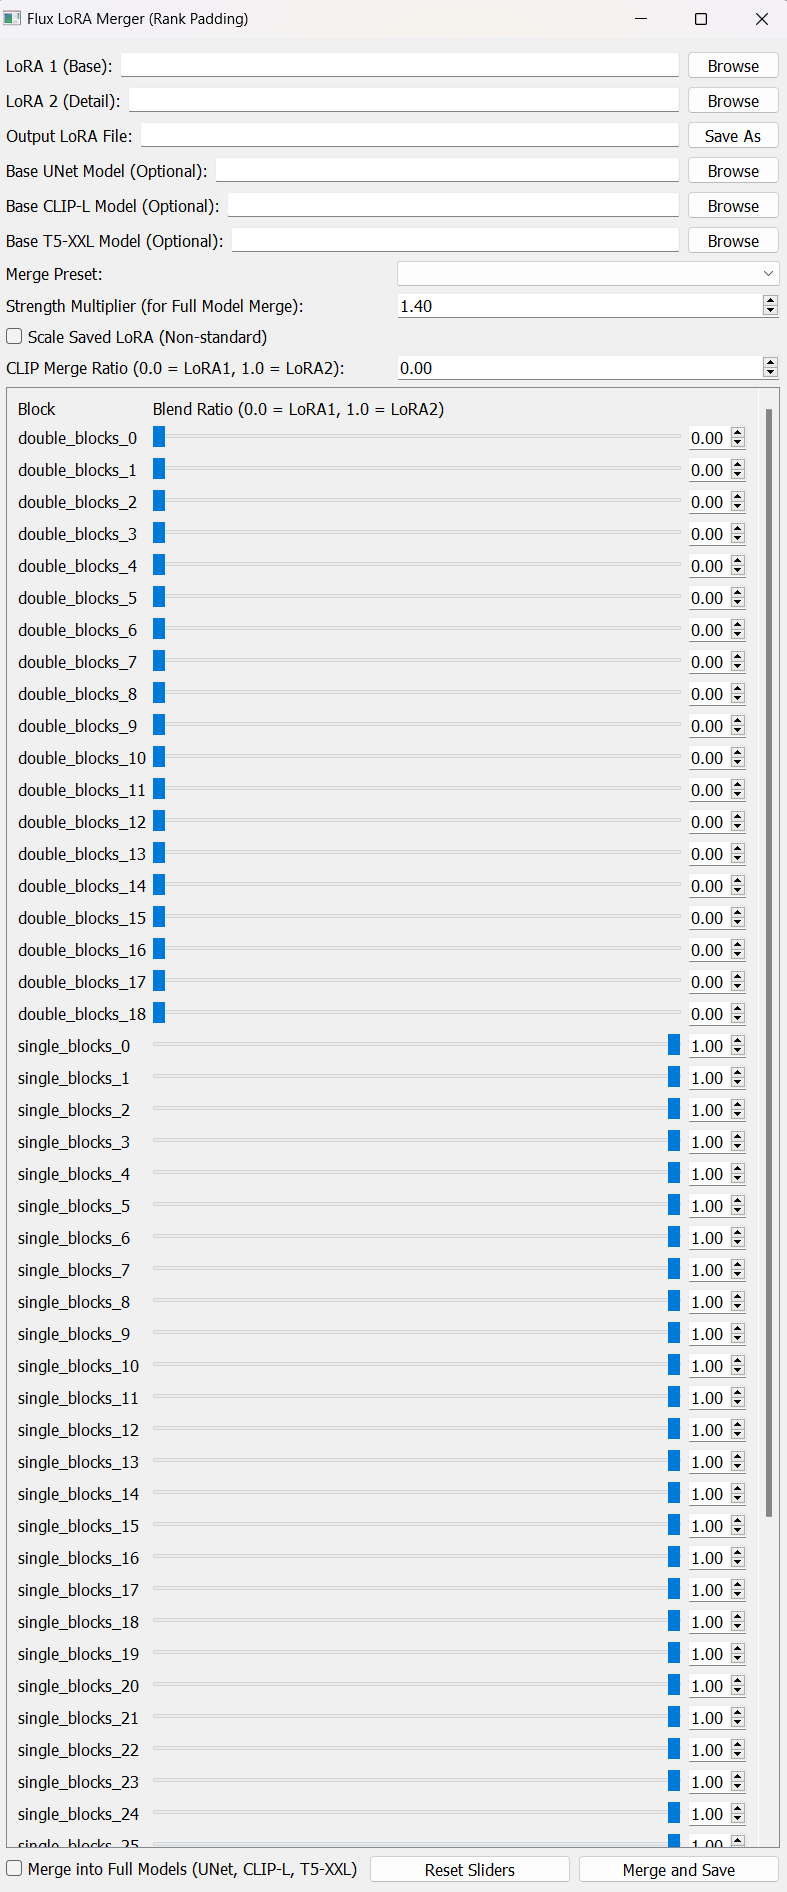 Flux LoRA Merger (Rank Padding)
LoRA 1 (Base): Browse
LoRA 2 (Detail): Browse
Output LoRA File: Save As
Base UNet Model (Optional): Browse
Base CLIP-L Model (Optional): Browse
Base T5-XXL Model (Optional): Browse
Merge Preset:
Strength Multiplier (for Full Model Merge): 1.40
Scale Saved LoRA (Non-standard)
CLIP Merge Ratio (0.0 = LoRA1, 1.0 = LoRA2): 0.00
Block Blend Ratio (0.0 = LoRA1, 1.0 = LoRA2)
double_blocks_0 0.00
double_blocks_1 0.00
double_blocks_2 0.00
double_blocks_3 0.00
double_blocks_4 0.00
double_blocks_5 0.00
double_blocks_6 0.00
double_blocks_7 0.00
double_blocks_8 0.00
double_blocks_9 0.00
double_blocks_10 0.00
double_blocks_11 0.00
double_blocks_12 0.00
double_blocks_13 0.00
double_blocks_14 0.00
double_blocks_15 0.00
double_blocks_16 0.00
double_blocks_17 0.00
double_blocks_18 0.00
single_blocks_0 1.00
single_blocks_1 1.00
single_blocks_2 1.00
single_blocks_3 1.00
single_blocks_4 1.00
single_blocks_5 1.00
single_blocks_6 1.00
single_blocks_7 1.00
single_blocks_8 1.00
single_blocks_9 1.00
single_blocks_10 1.00
single_blocks_11 1.00
single_blocks_12 1.00
single_blocks_13 1.00
single_blocks_14 1.00
single_blocks_15 1.00
single_blocks_16 1.00
single_blocks_17 1.00
single_blocks_18 1.00
single_blocks_19 1.00
single_blocks_20 1.00
single_blocks_21 1.00
single_blocks_22 1.00
single_blocks_23 1.00
single_blocks_24 1.00
single_blocks_25 1.00
Merge into Full Models (UNet, CLIP-L, T5-XXL) Reset Sliders Merge and Save